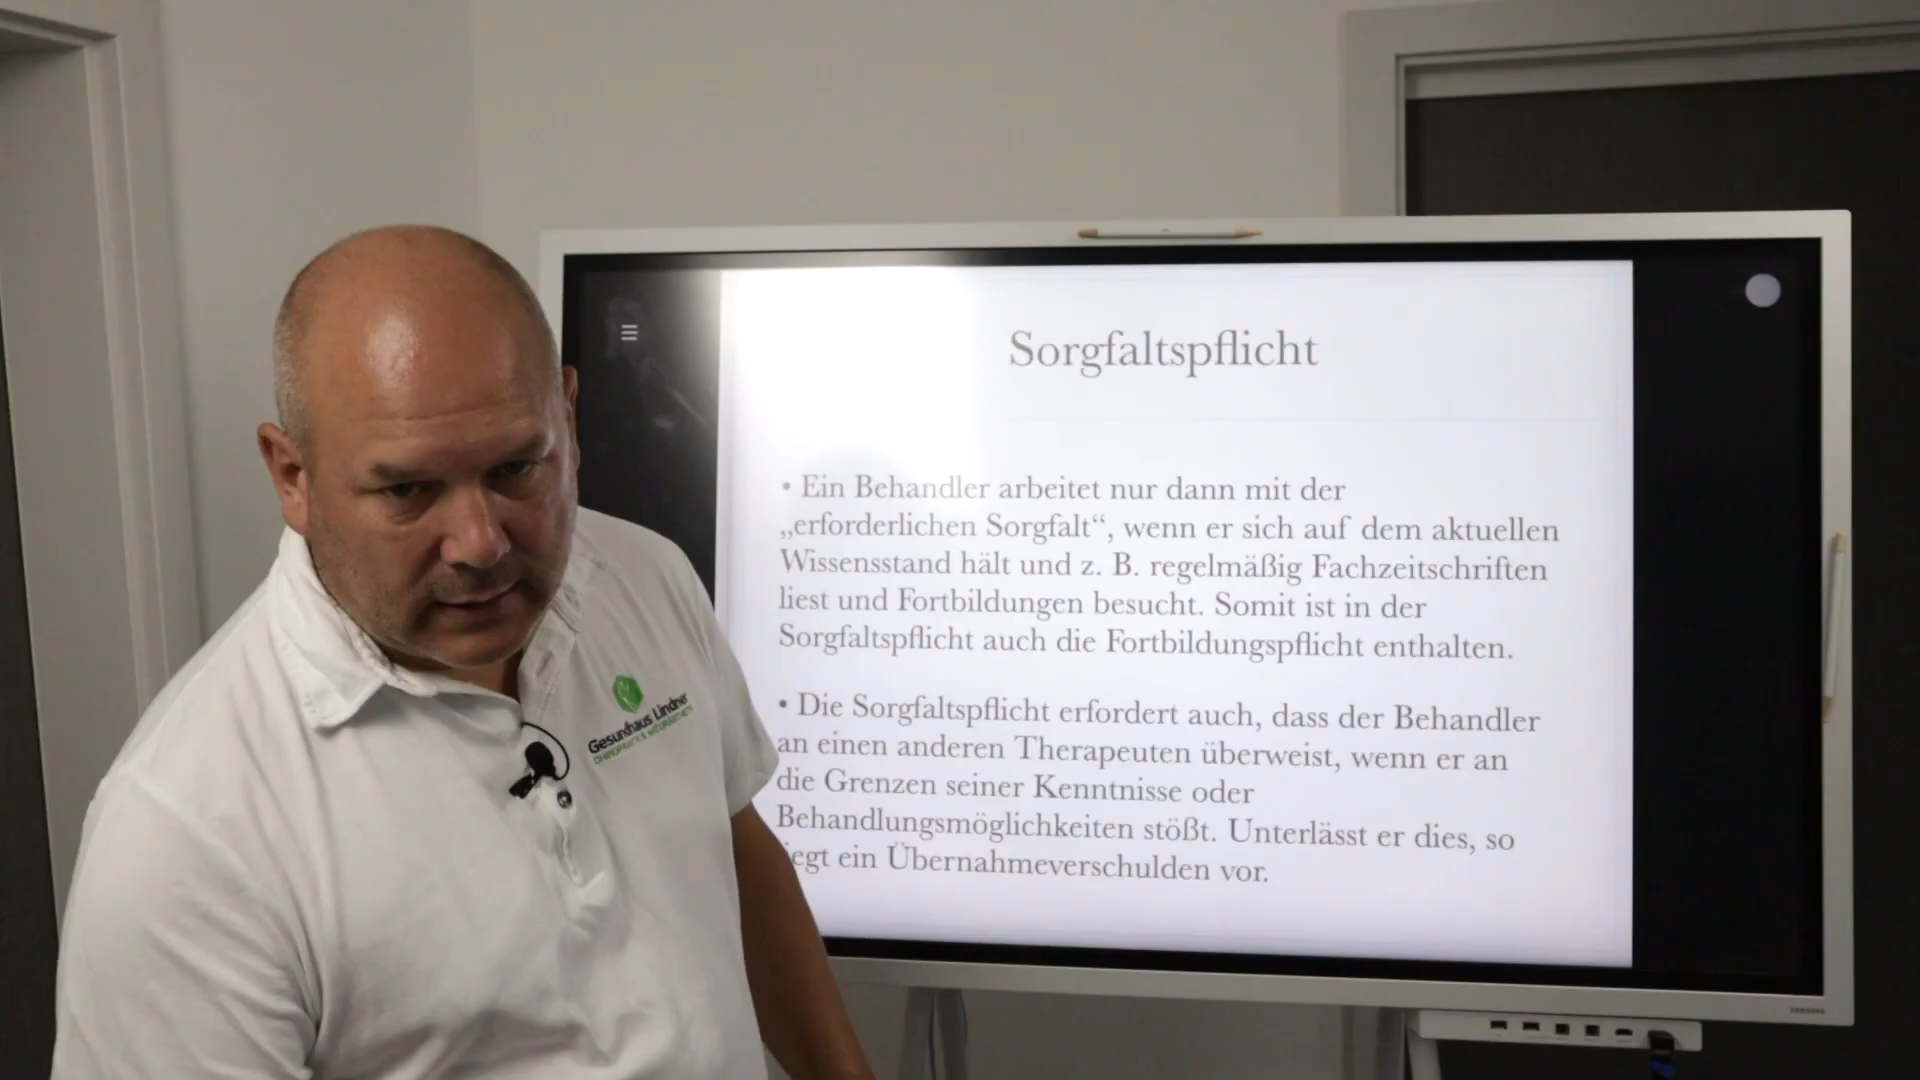 Sorgfaltspflicht
• Ein Behandler arbeitet nur dann mit der
„erforderlichen Sorgfalt“, wenn er sich auf dem aktuellen
Wissensstand hält und z. B. regelmäßig Fachzeitschriften
liest und Fortbildungen besucht. Somit ist in der
Sorgfaltspflicht auch die Fortbildungspflicht enthalten.
• Die Sorgfaltspflicht erfordert auch, dass der Behandler
an einen anderen Therapeuten überweist, wenn er an
die Grenzen seiner Kenntnisse oder
Behandlungsmöglichkeiten stößt. Unterlässt er dies, so
ein Übernahmeverschulden vor.
Gesundhaus Lindner
CHIROPRAKTIK & NATURÄSTHETIK
SAMSUNG